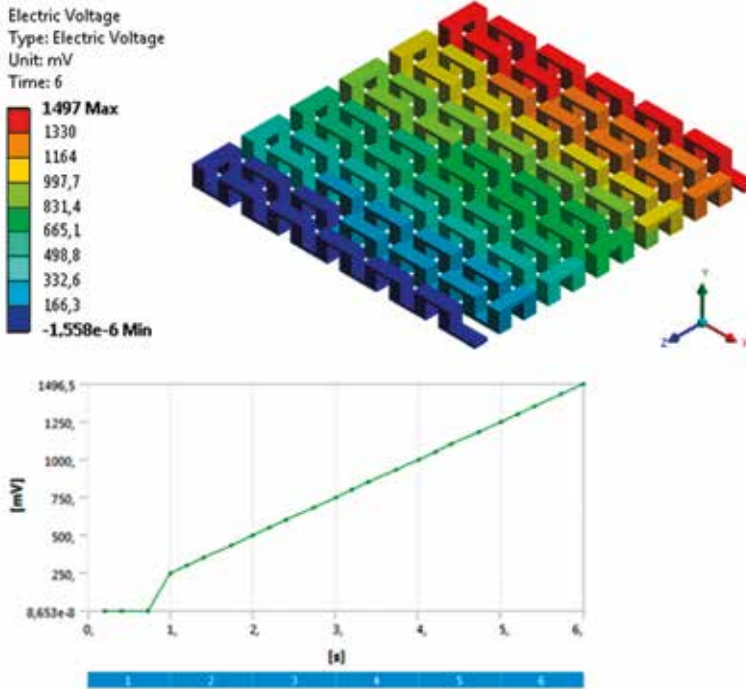 Electric Voltage
Type: Electric Voltage
Unit: mV
Time: 6
1497 Max
1330
1164
997,7
831,4
665,1
498,8
332,6
166,3
-1,558e-6 Min
Y
Z
X
1496,5
1250,
1000,
750,
500,
250,
8,653e-8
[mV]
0, 1, 2, 3, 4, 5, 6,
[s]
1 2 3 4 5 6